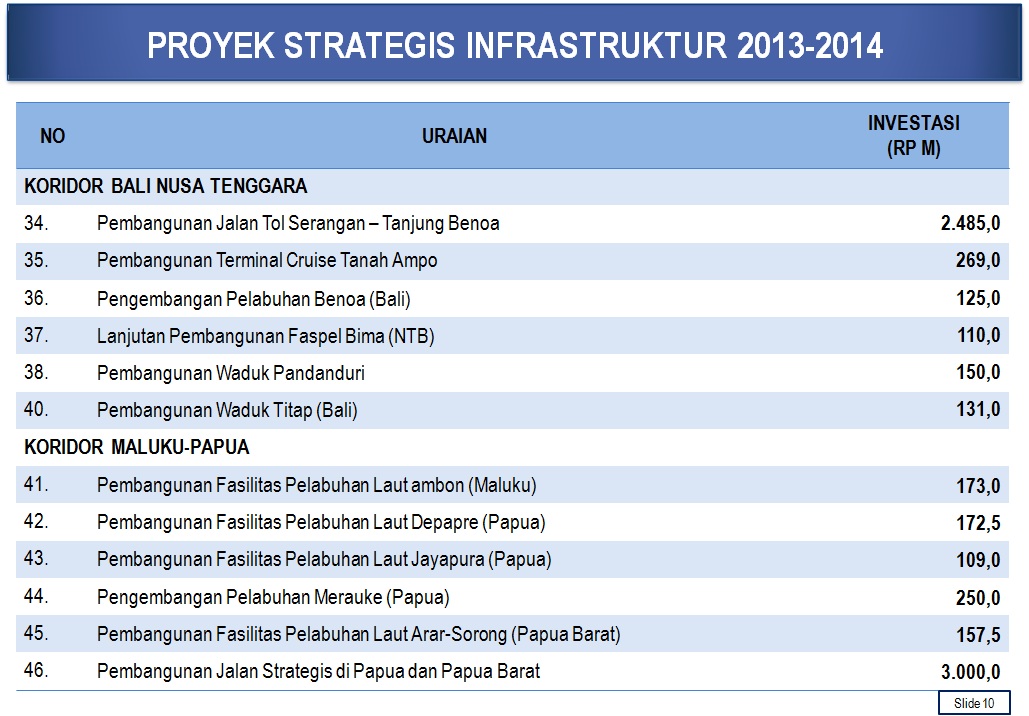 PROYEK STRATEGIS INFRASTRUKTUR 2013-2014
NO URAIAN INVESTASI (RP M)
KORIDOR BALI NUSA TENGGARA
34. Pembangunan Jalan Tol Serangan – Tanjung Benoa 2.485,0
35. Pembangunan Terminal Cruise Tanah Ampo 269,0
36. Pengembangan Pelabuhan Benoa (Bali) 125,0
37. Lanjutan Pembangunan Faspel Bima (NTB) 110,0
38. Pembangunan Waduk Pandanduri 150,0
40. Pembangunan Waduk Titap (Bali) 131,0
KORIDOR MALUKU-PAPUA
41. Pembangunan Fasilitas Pelabuhan Laut ambon (Maluku) 173,0
42. Pembangunan Fasilitas Pelabuhan Laut Depapre (Papua) 172,5
43. Pembangunan Fasilitas Pelabuhan Laut Jayapura (Papua) 109,0
44. Pengembangan Pelabuhan Merauke (Papua) 250,0
45. Pembangunan Fasilitas Pelabuhan Laut Arar-Sorong (Papua Barat) 157,5
46. Pembangunan Jalan Strategis di Papua dan Papua Barat 3.000,0
Slide 10